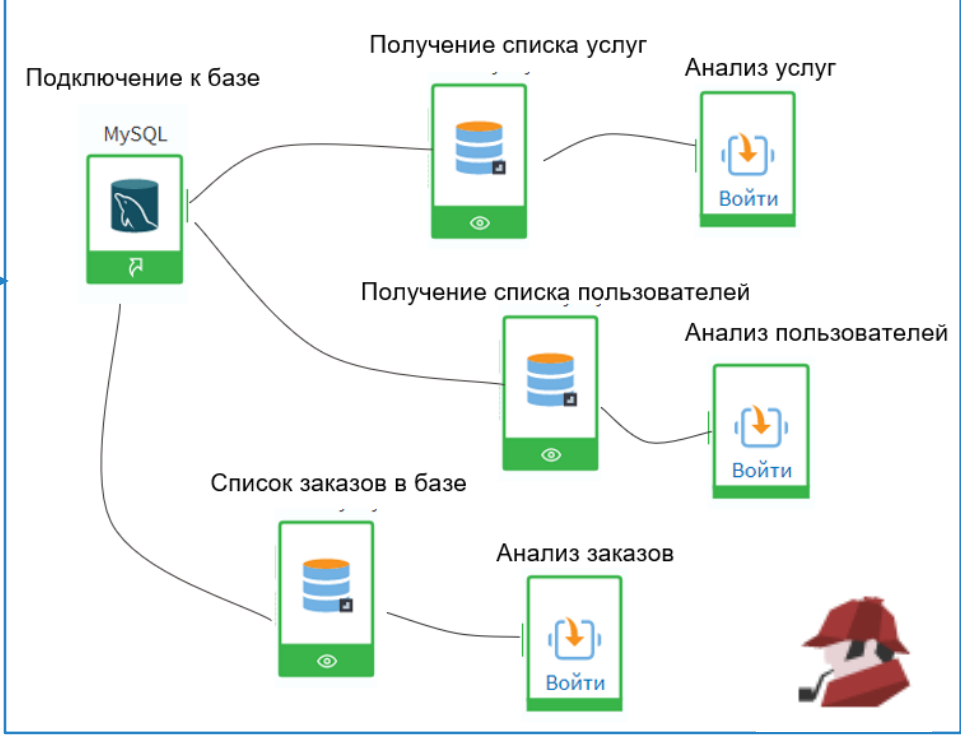 Получение списка услуг
Анализ услуг
Подключение к базе
MySQL
Войти
Получение списка пользователей
Анализ пользователей
Войти
Список заказов в базе
Анализ заказов
Войти